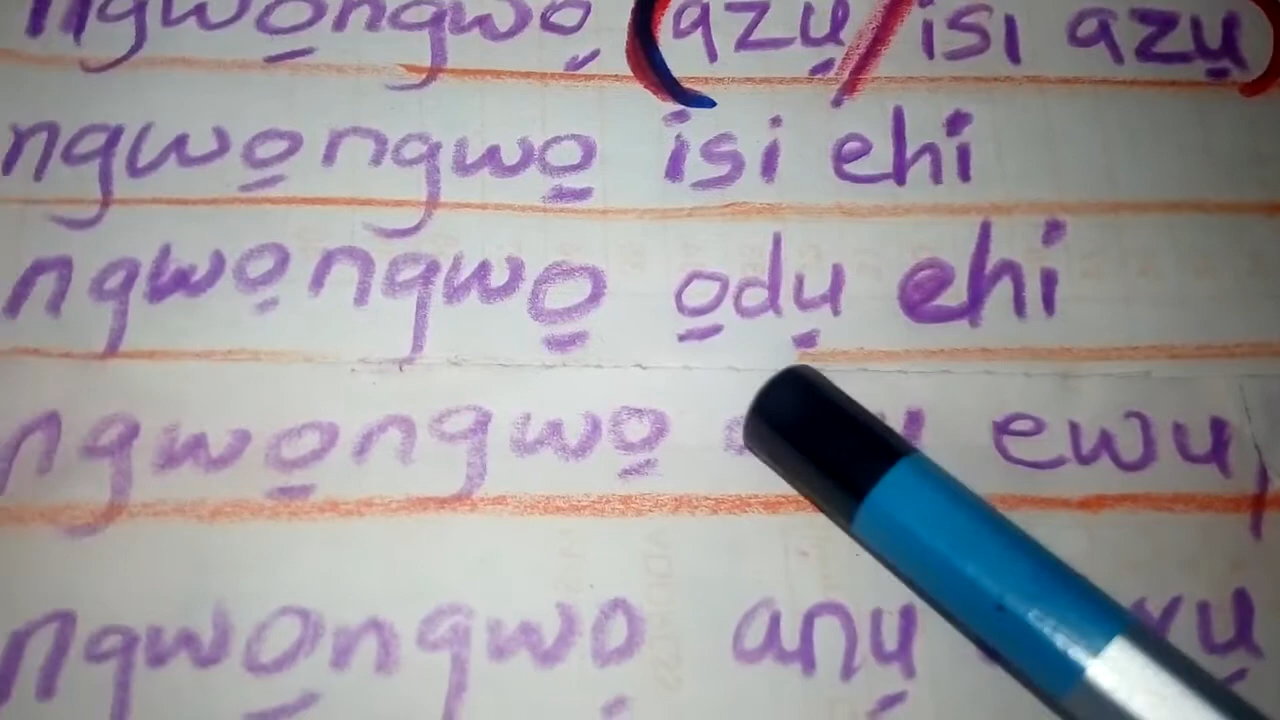 ngwọngwọ (azụ/isi azụ)
ngwọngwọ isi ehi
ngwọngwọ ọdụ ehi
ngwọngwọ ewu,
ngwọngwọ anụ